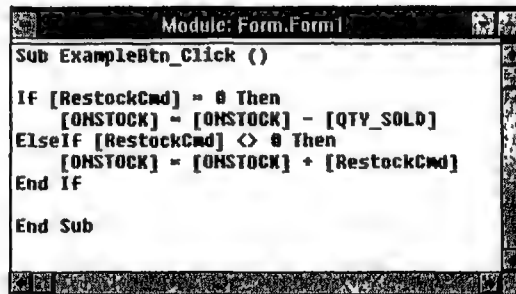 Module: Form.Form1
Sub ExampleBtn_Click ()
If [RestockCmd] = 0 Then
[ONSTOCK] = [ONSTOCK] - [QTY_SOLD]
ElseIf [RestockCmd] <> 0 Then
[ONSTOCK] = [ONSTOCK] + [RestockCmd]
End If
End Sub